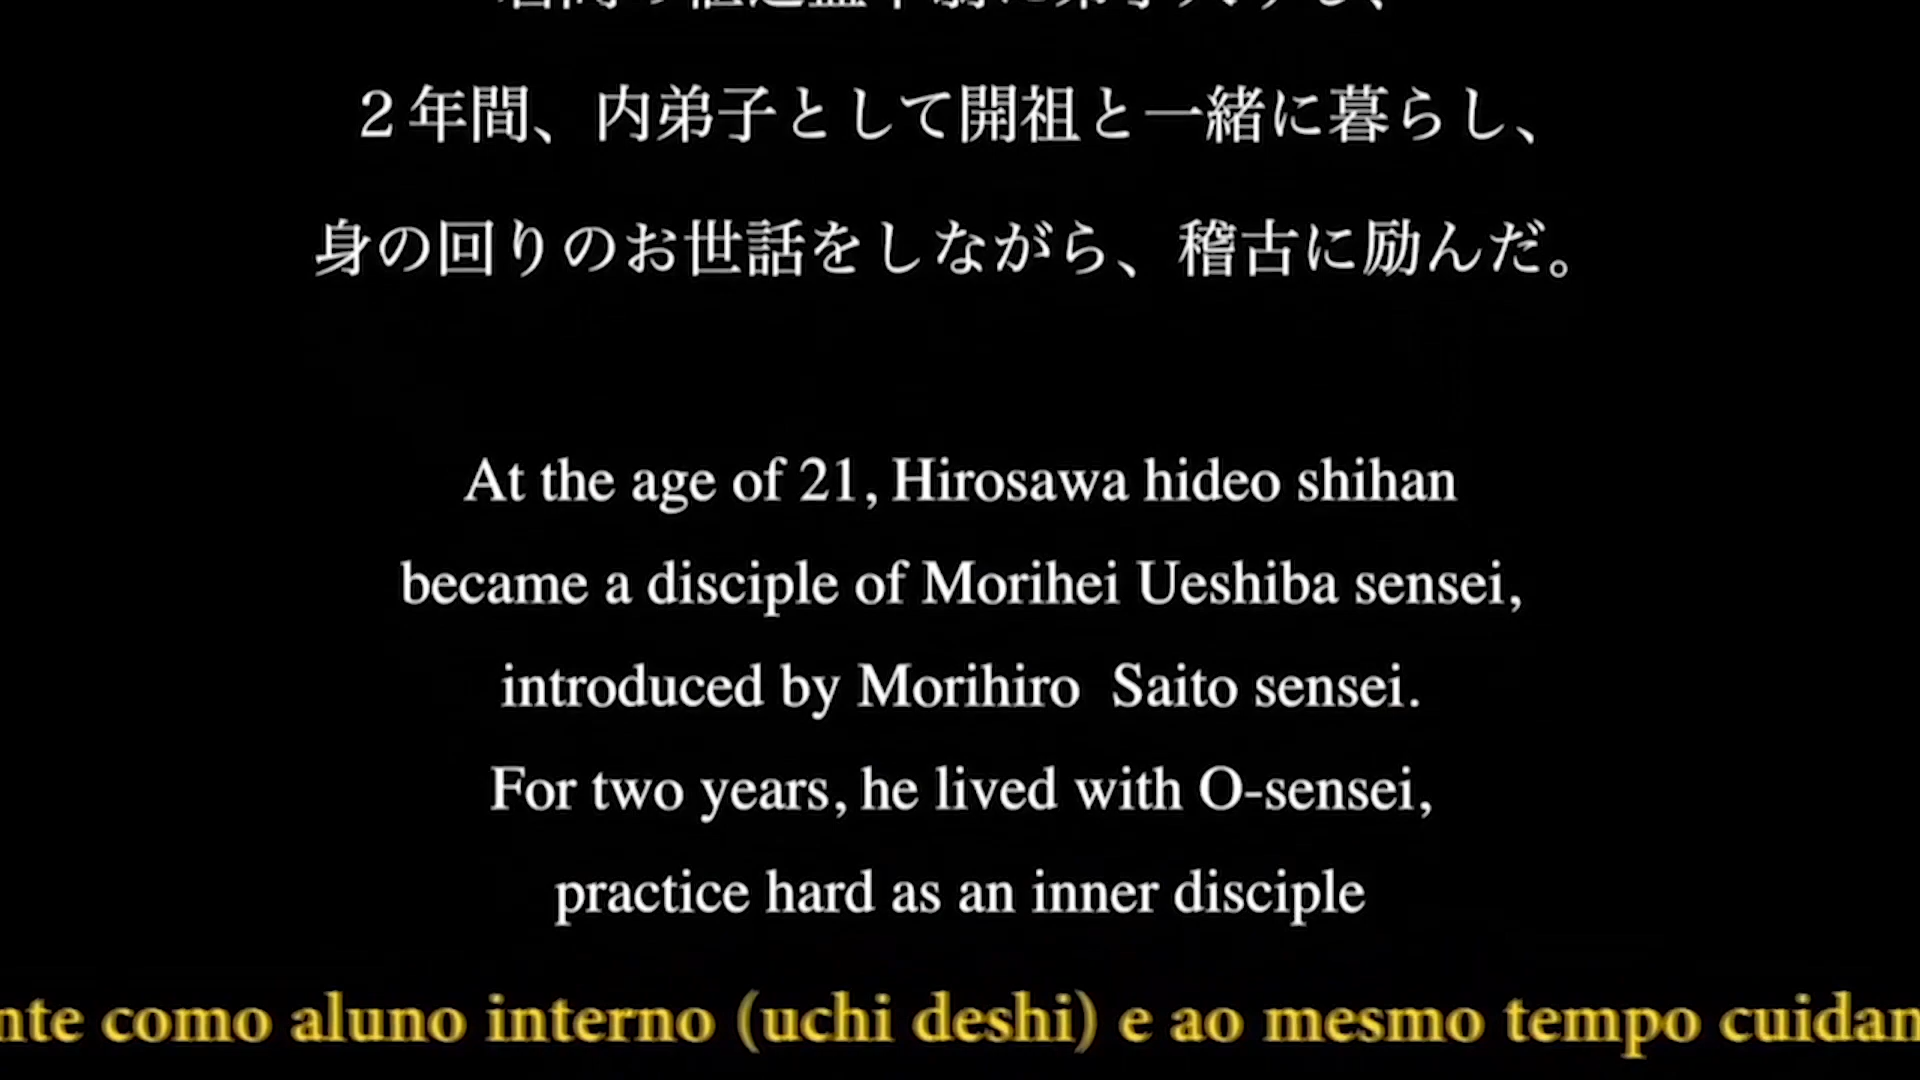 ２年間、内弟子として開祖と一緒に暮らし、
身の回りのお世話をしながら、稽古に励んだ。
At the age of 21, Hirosawa hideo shihan
became a disciple of Morihei Ueshiba sensei,
introduced by Morihiro  Saito sensei.
For two years, he lived with O-sensei,
practice hard as an inner disciple
nte como aluno interno (uchi deshi) e ao mesmo tempo cuidan